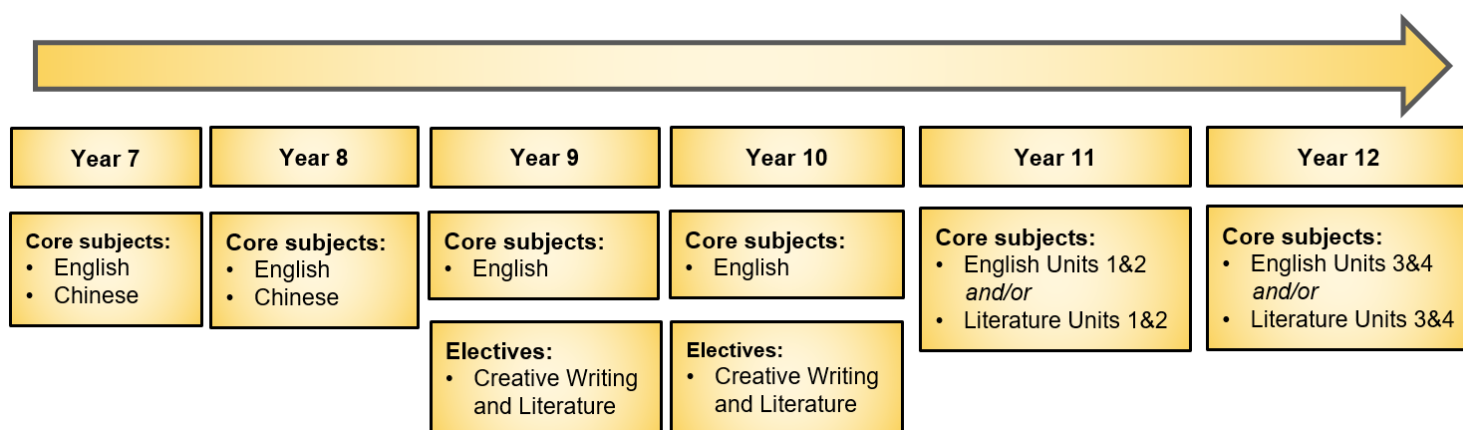 Year 7
Year 8
Year 9
Year 10
Year 11
Year 12
Core subjects:
• English
• Chinese
Core subjects:
• English
• Chinese
Core subjects:
• English
Core subjects:
• English
Core subjects:
• English Units 1&2
and/or
• Literature Units 1&2
Core subjects:
• English Units 3&4
and/or
• Literature Units 3&4
Electives:
• Creative Writing
and Literature
Electives:
• Creative Writing
and Literature